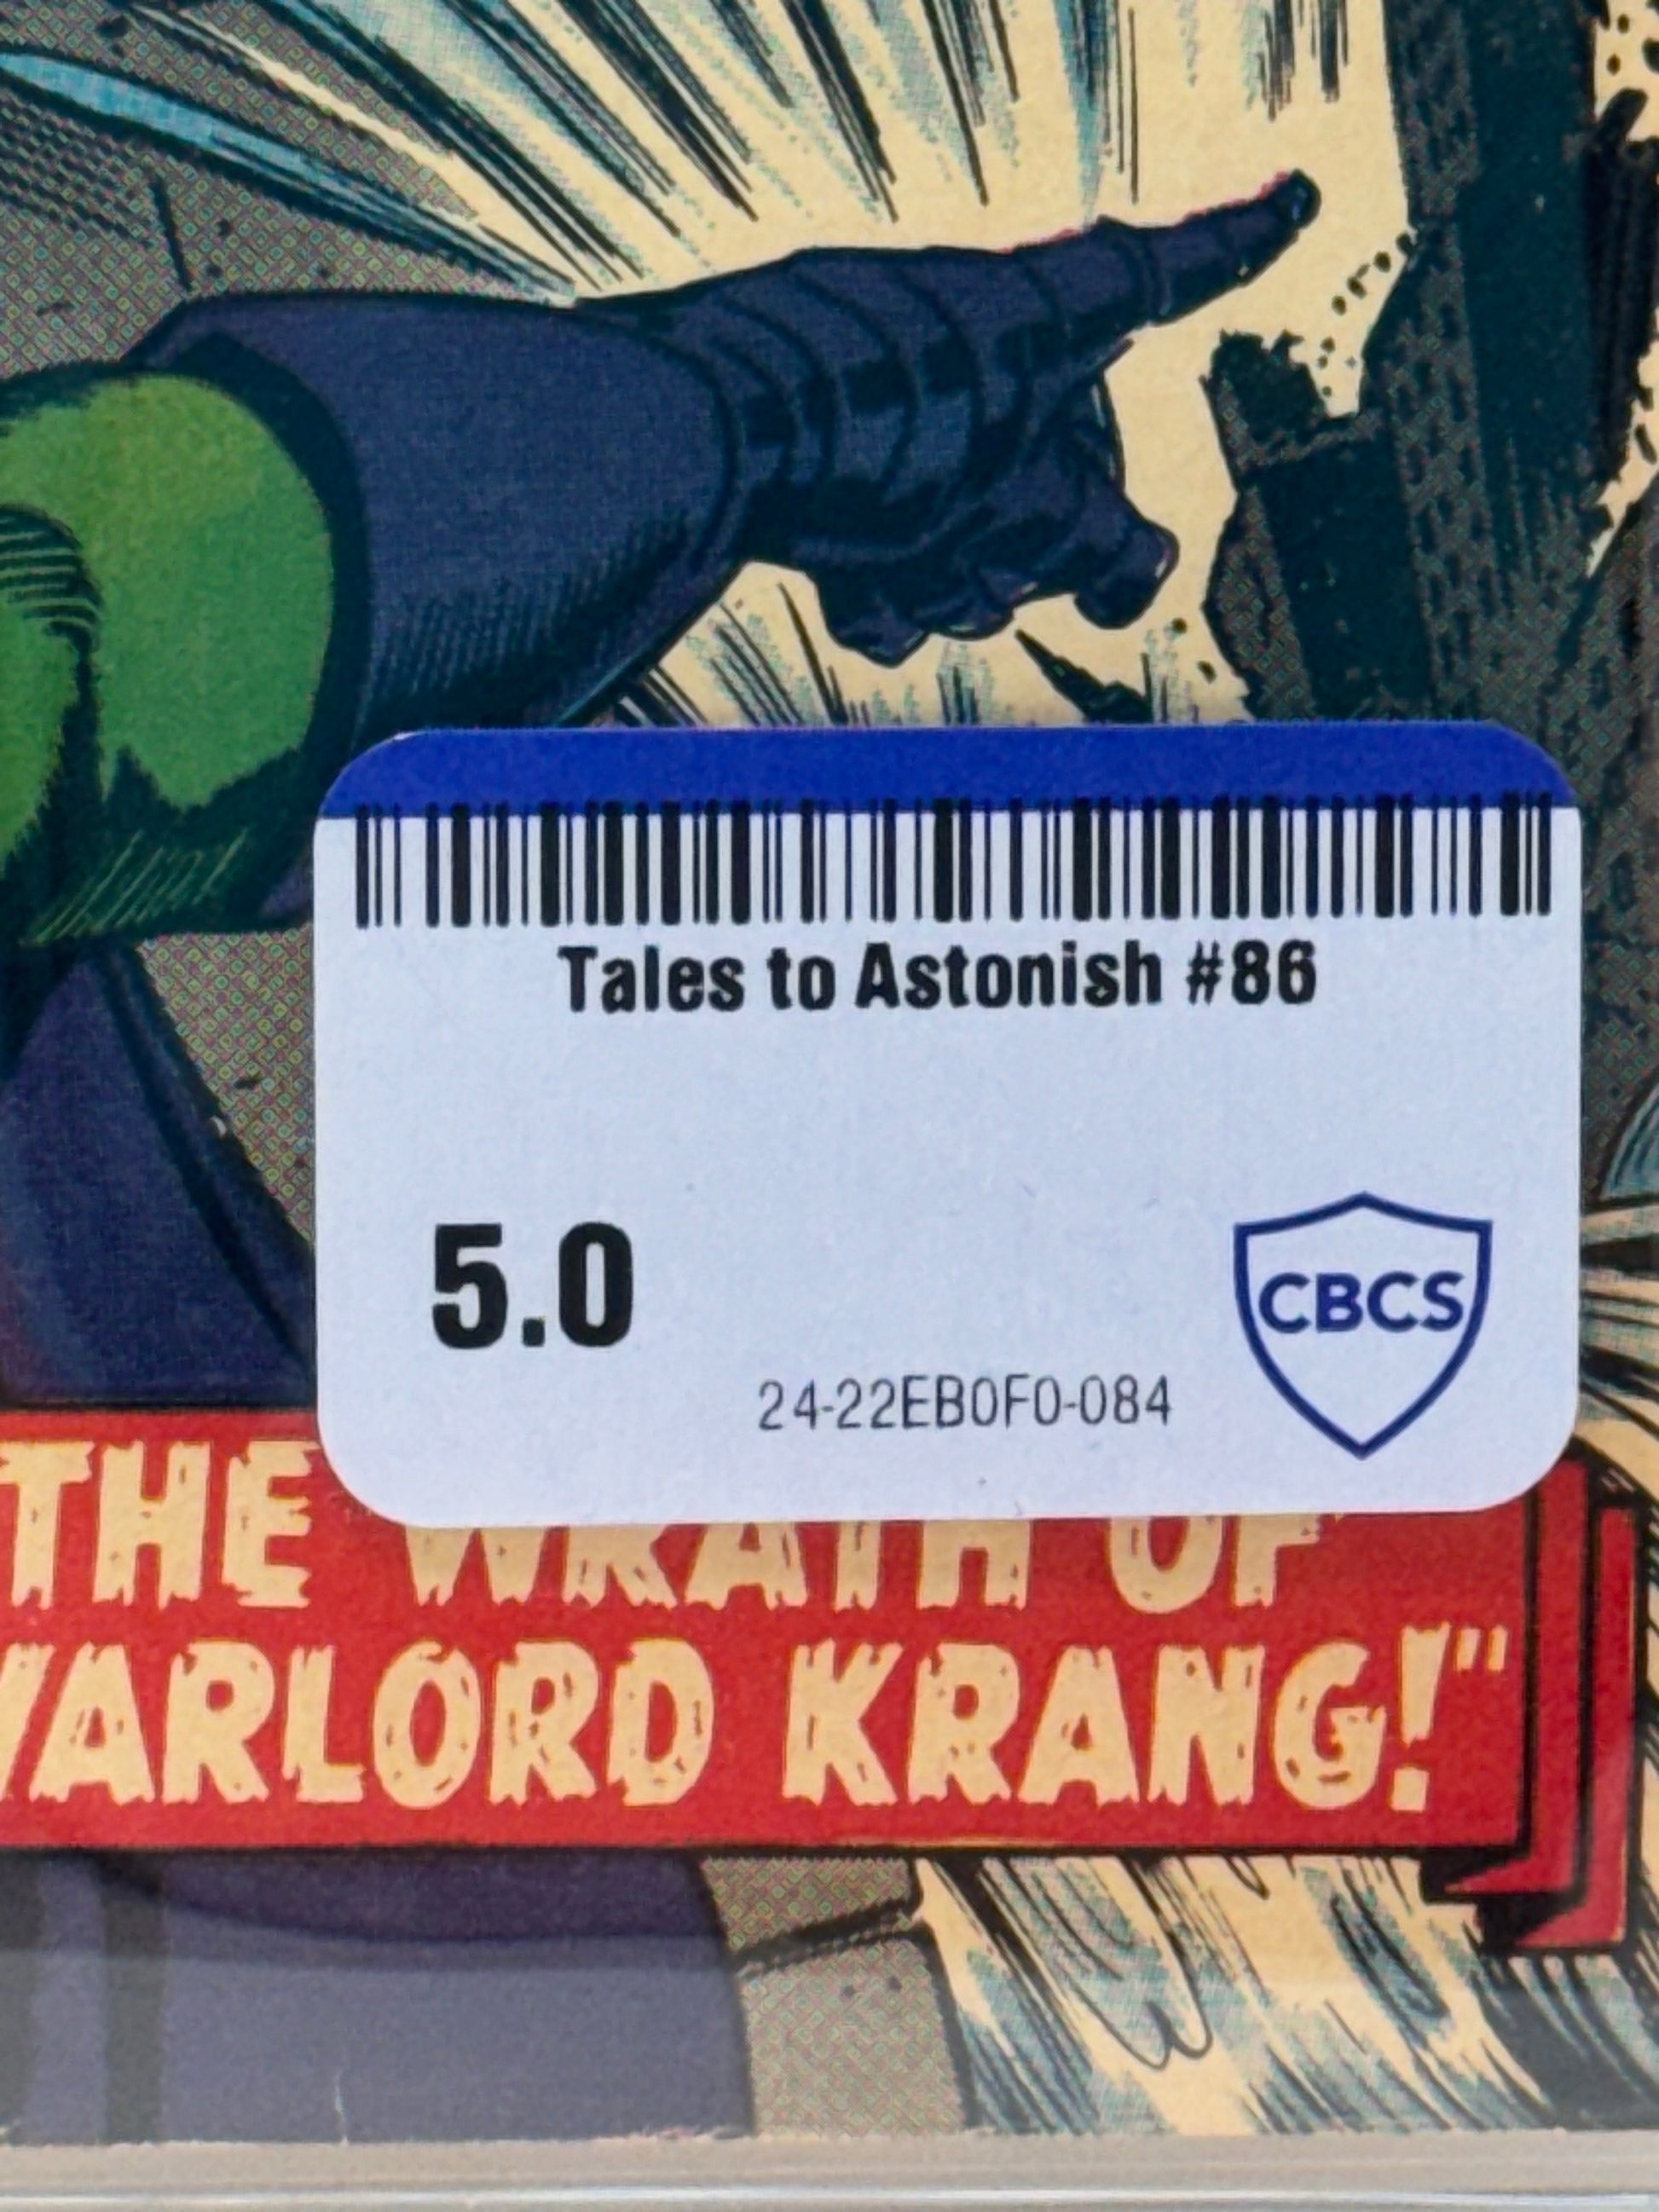 Tales to Astonish #86
5.0
CBCS
24-22EB0F0-084
THE WRATH OF
WARLORD KRANG!"